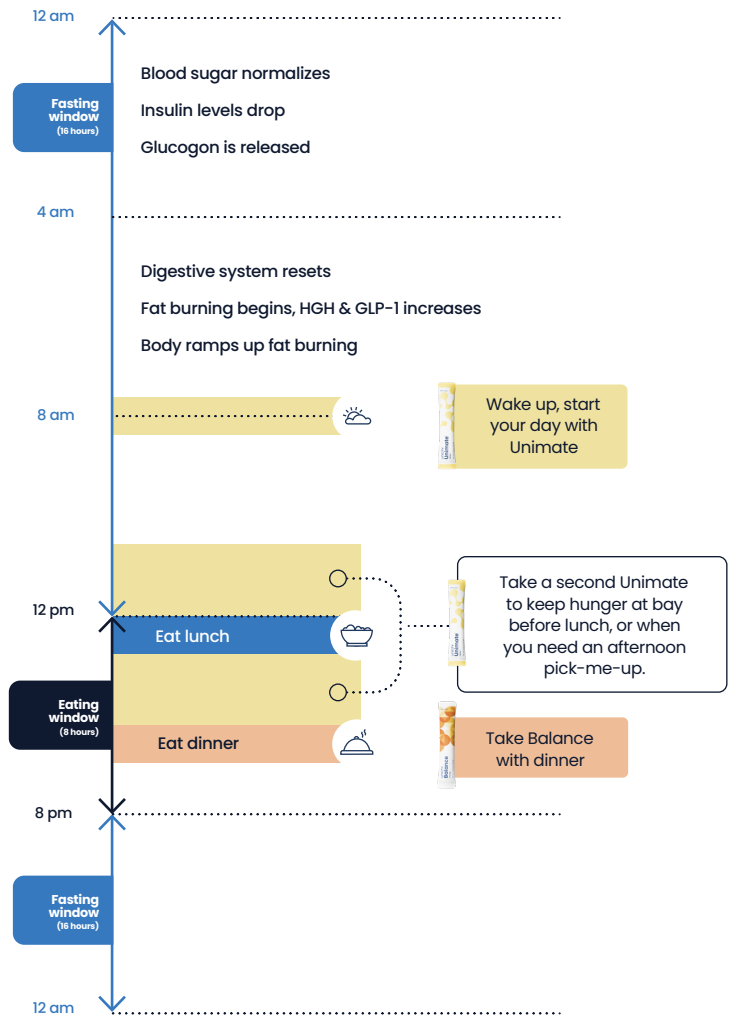 12 am
Fasting
window
(16 hours)
Blood sugar normalizes
Insulin levels drop
Glucogon is released
4 am
Digestive system resets
Fat burning begins, HGH & GLP-1 increases
Body ramps up fat burning
8 am
Unimate
Wake up, start
your day with
Unimate
12 pm
Eat lunch
Unimate
Take a second Unimate
to keep hunger at bay
before lunch, or when
you need an afternoon
pick-me-up.
Eating
window
(8 hours)
Eat dinner
Balance
Take Balance
with dinner
8 pm
Fasting
window
(16 hours)
12 am